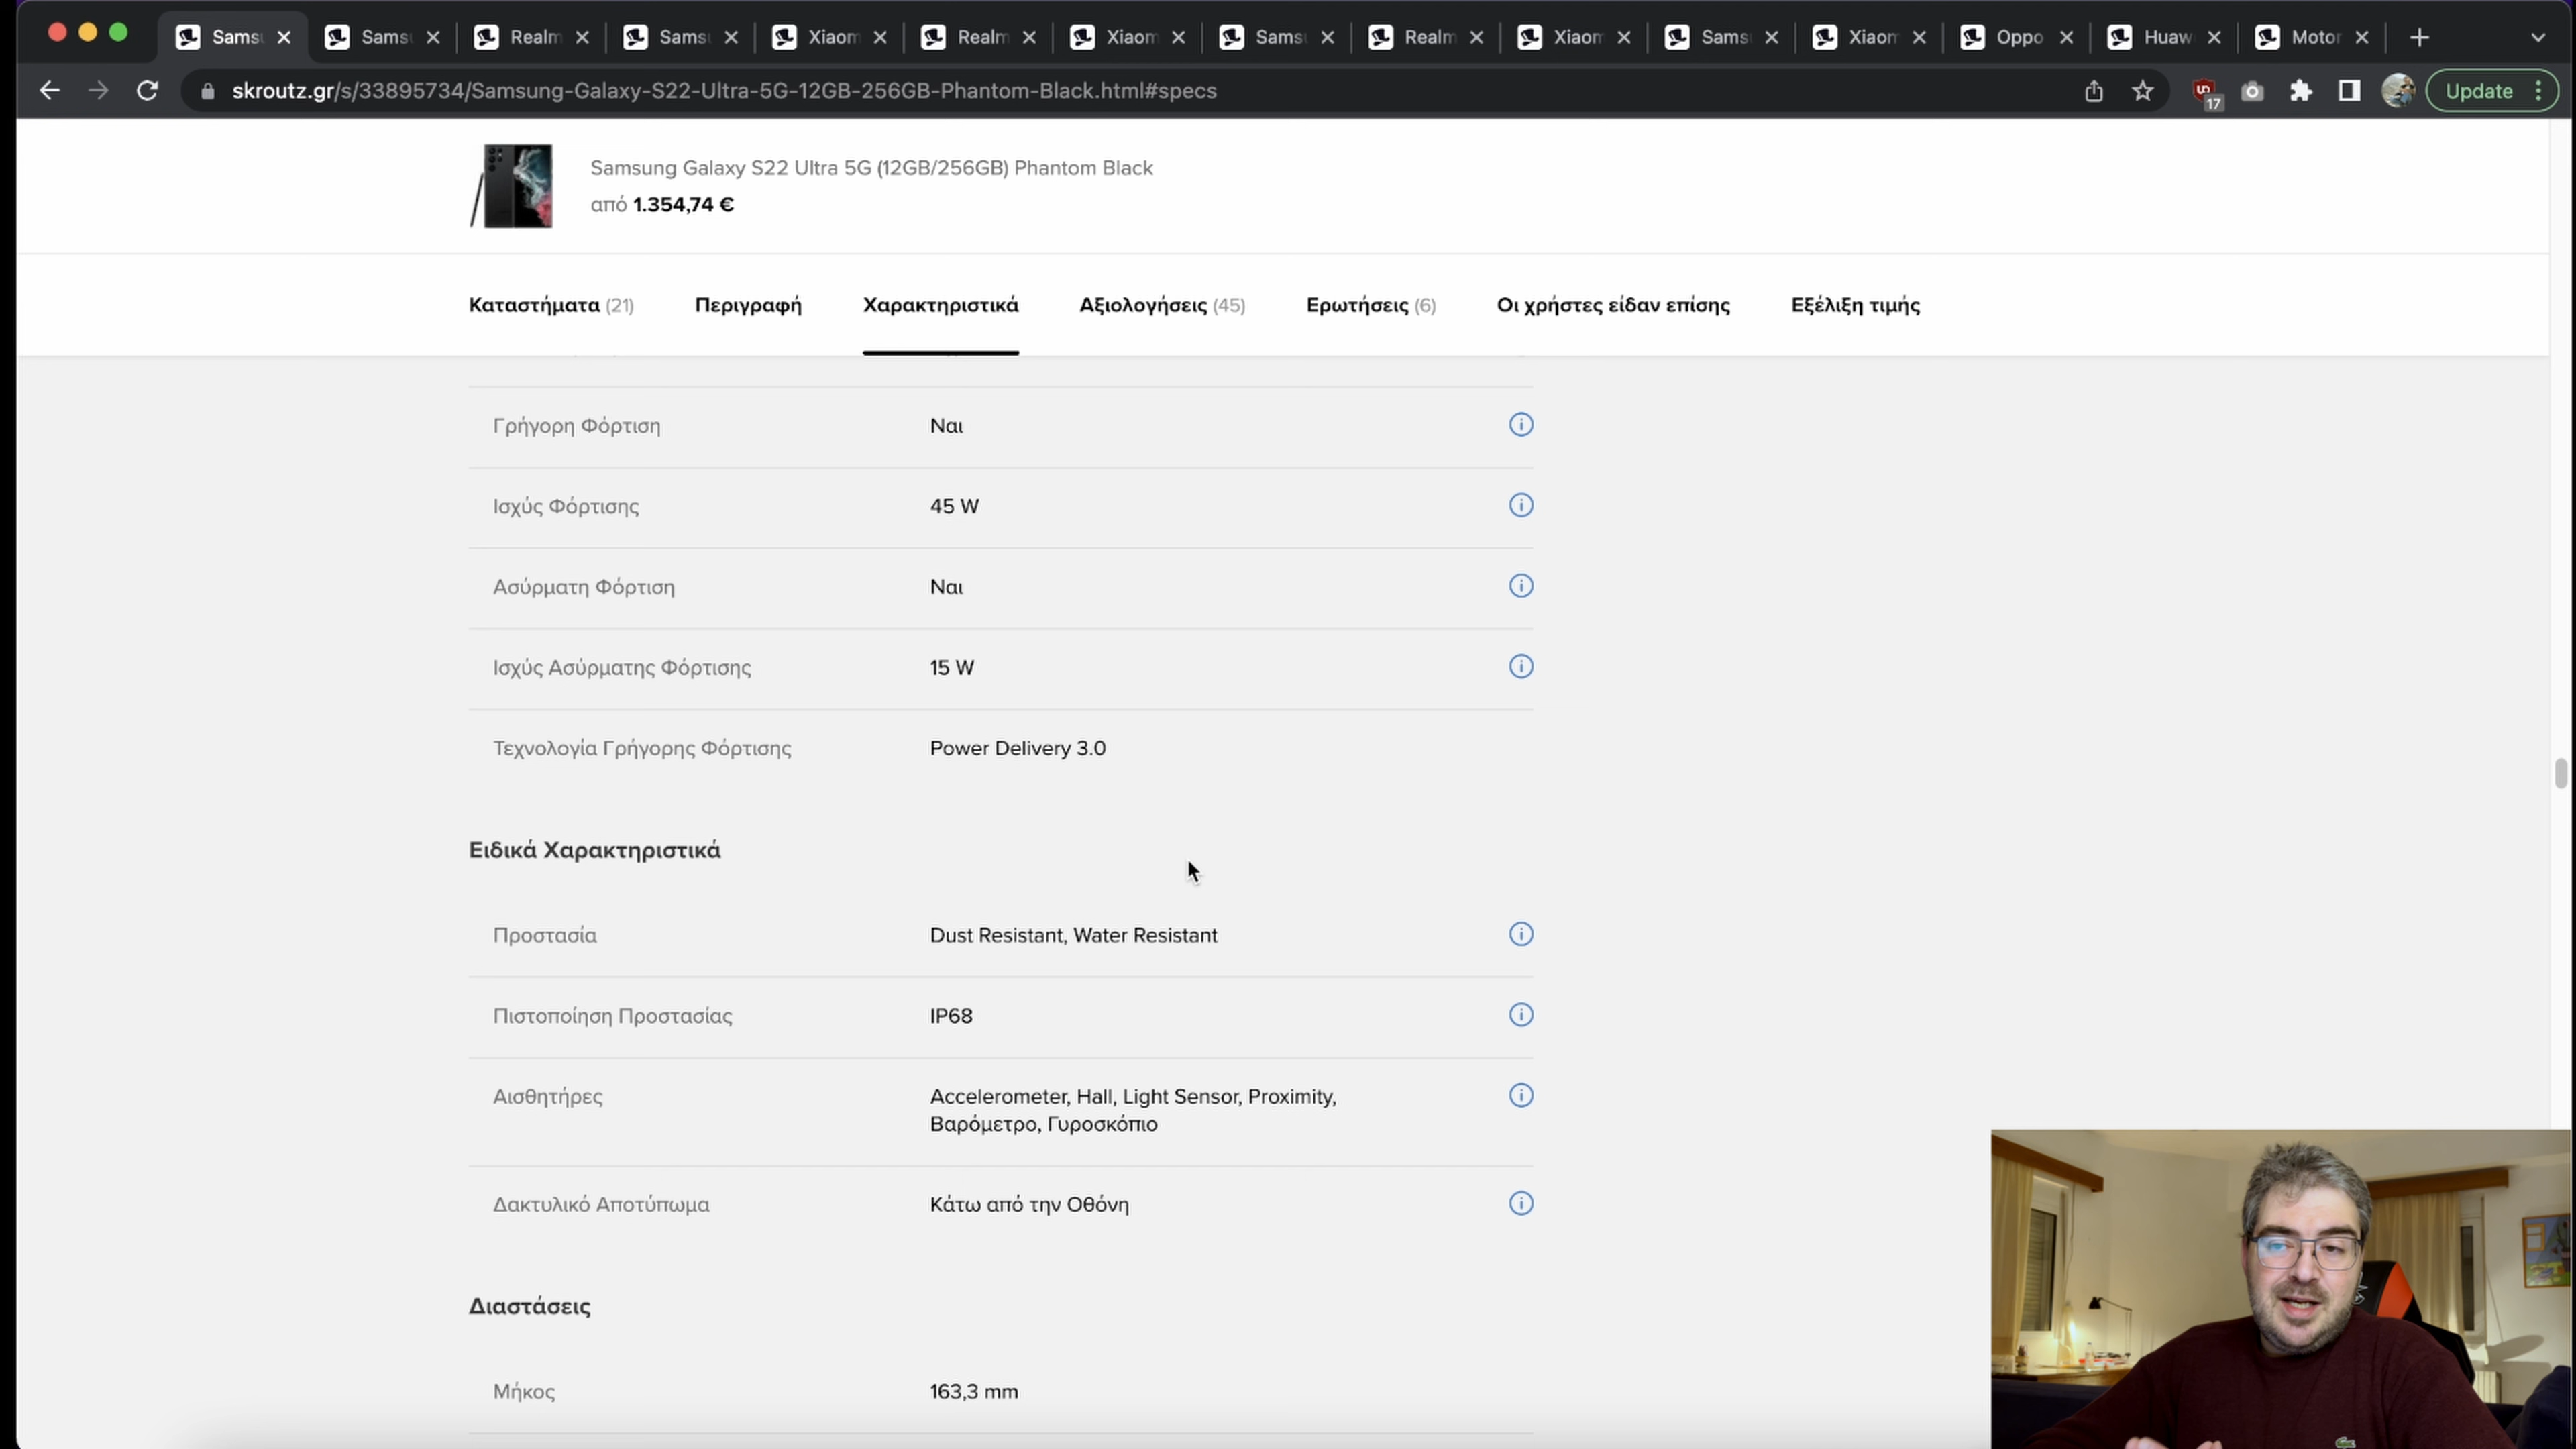 Sams
Sams
Realm
Sams
Xiaom
Realm
Xiaom
Sams
Realm
Xiaom
Sams
Xiaom
Oppo
Huaw
Motor
skroutz.gr/s/33895734/Samsung-Galaxy-S22-Ultra-5G-12GB-256GB-Phantom-Black.html#specs
17
Update
Samsung Galaxy S22 Ultra 5G (12GB/256GB) Phantom Black
από 1.354,74 €
Καταστήματα (21)
Περιγραφή
Χαρακτηριστικά
Αξιολογήσεις (45)
Ερωτήσεις (6)
Οι χρήστες είδαν επίσης
Εξέλιξη τιμής
Γρήγορη Φόρτιση Ναι
Ισχύς Φόρτισης 45 W
Ασύρματη Φόρτιση Ναι
Ισχύς Ασύρματης Φόρτισης 15 W
Τεχνολογία Γρήγορης Φόρτισης Power Delivery 3.0
Ειδικά Χαρακτηριστικά
Προστασία Dust Resistant, Water Resistant
Πιστοποίηση Προστασίας IP68
Αισθητήρες Accelerometer, Hall, Light Sensor, Proximity,
Βαρόμετρο, Γυροσκόπιο
Δακτυλικό Αποτύπωμα Κάτω από την Οθόνη
Διαστάσεις
Μήκος 163,3 mm